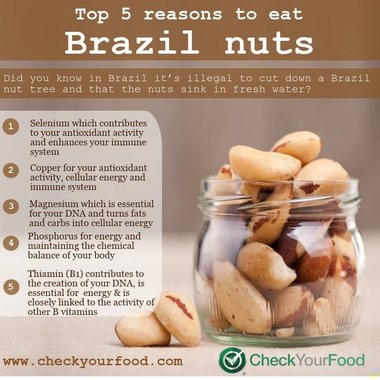 Top 5 reasons to eat
Brazil nuts
Did you know in Brazil it's illegal to cut down a Brazil
nut tree and that the nuts sink in fresh water?
1 Selenium which contributes
to your antioxidant activity
and enhances your immune
system
2 Copper for your antioxidant
activity, cellular energy and
immune system
3 Magnesium which is essential
for your DNA and turns fats
and carbs into cellular energy
4 Phosphorus for energy and
maintaining the chemical
balance of your body
5 Thiamin (B1) contributes to
the creation of your DNA, is
essential for energy & is
closely linked to the activity of
other B vitamins
www.checkyourfood.com
CheckYourFood